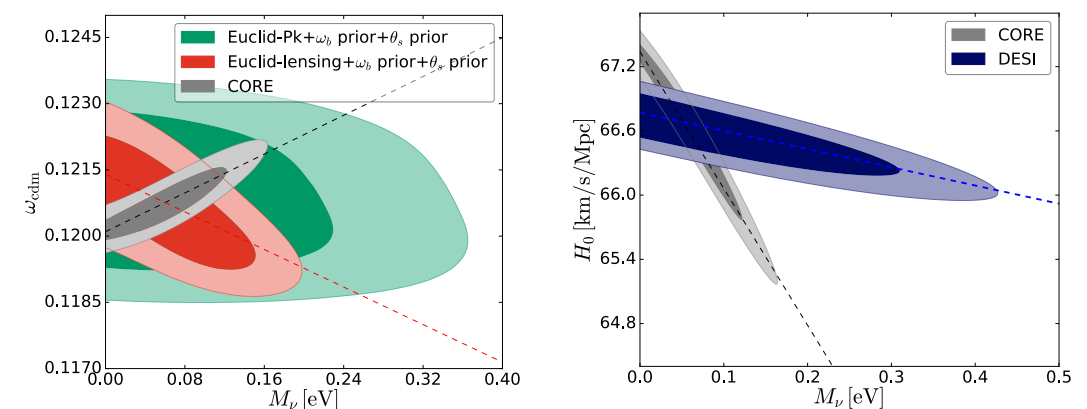 0.1245
0.1230
0.1215
0.1200
0.1185
0.1170
ω_cdm
Euclid-Pk+ω_b prior+θ_s prior
Euclid-lensing+ω_b prior+θ_s prior
CORE
0.00 0.08 0.16 0.24 0.32 0.40
M_ν [eV]
67.2
66.6
66.0
65.4
64.8
H_0 [km/s/Mpc]
CORE
DESI
0.0 0.1 0.2 0.3 0.4 0.5
M_ν [eV]